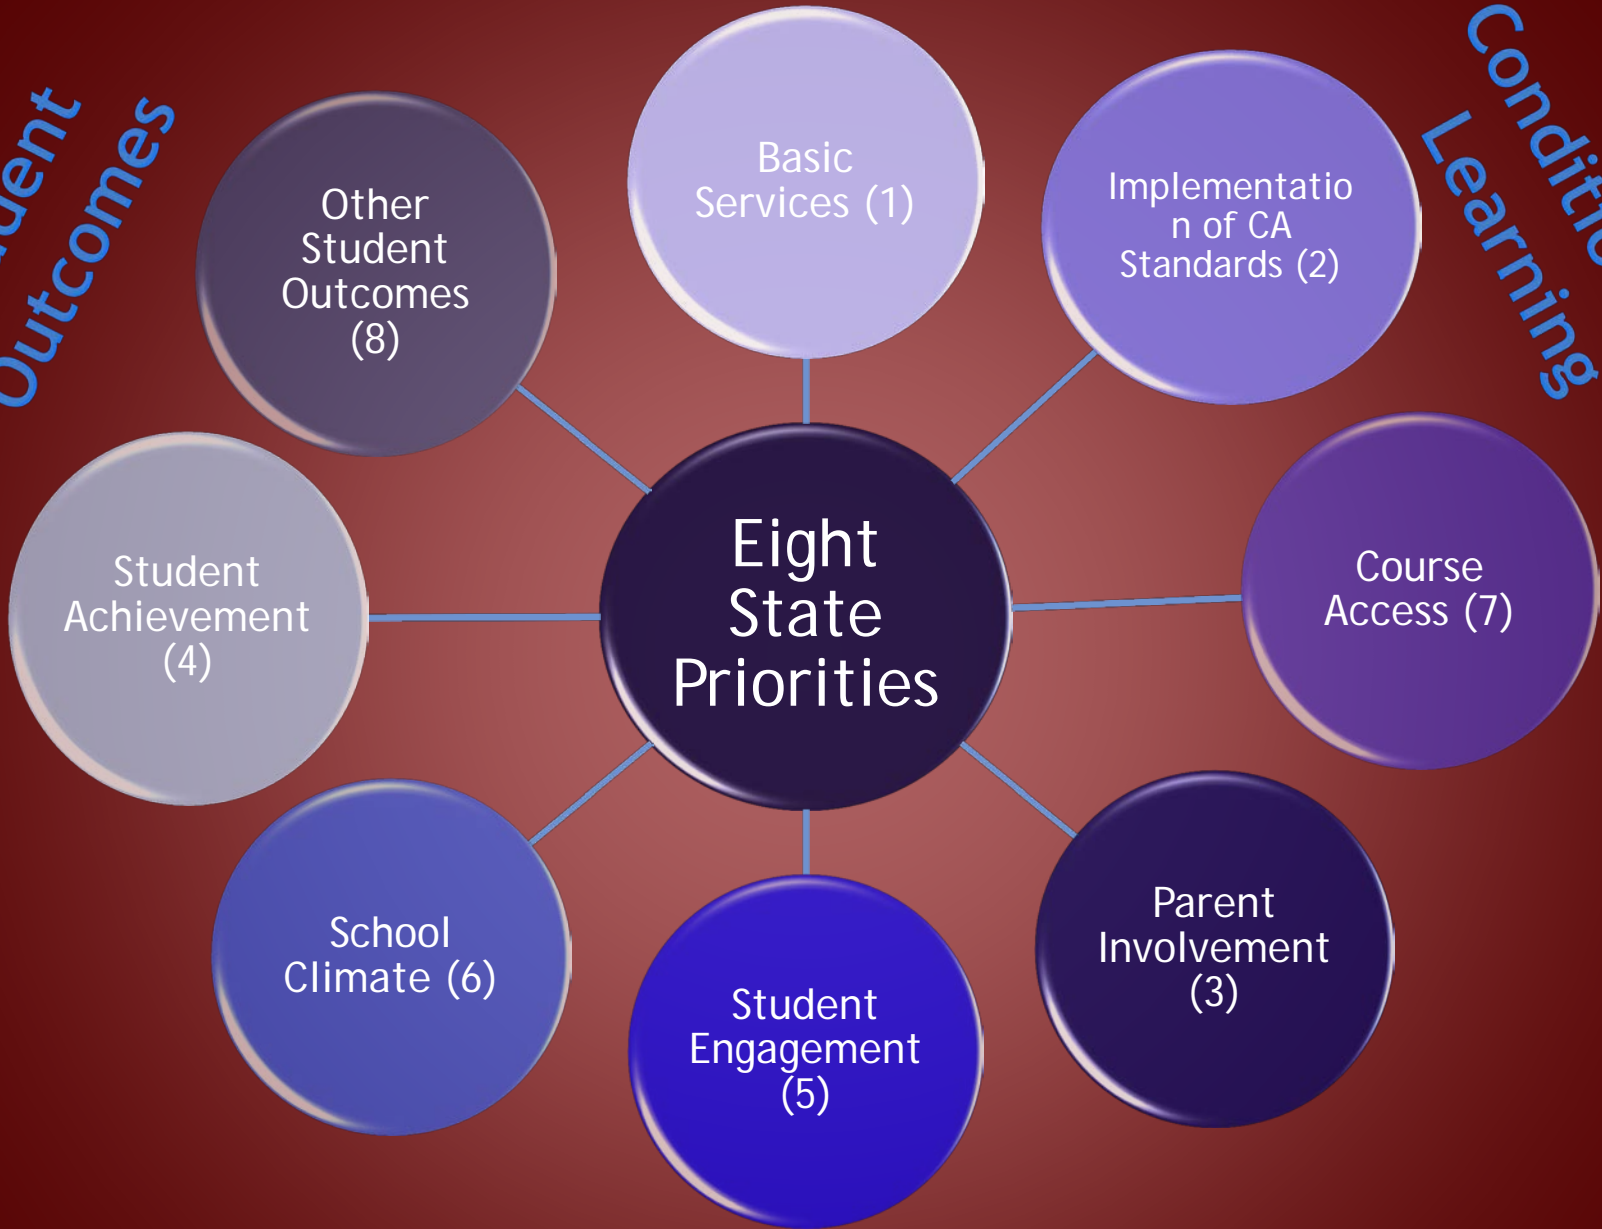 Outcomes
Learning
Basic
Services (1)
Implementatio
n of CA
Standards (2)
Course
Access (7)
Parent
Involvement
(3)
Student
Engagement
(5)
School
Climate (6)
Student
Achievement
(4)
Other
Student
Outcomes
(8)
Eight
State
Priorities